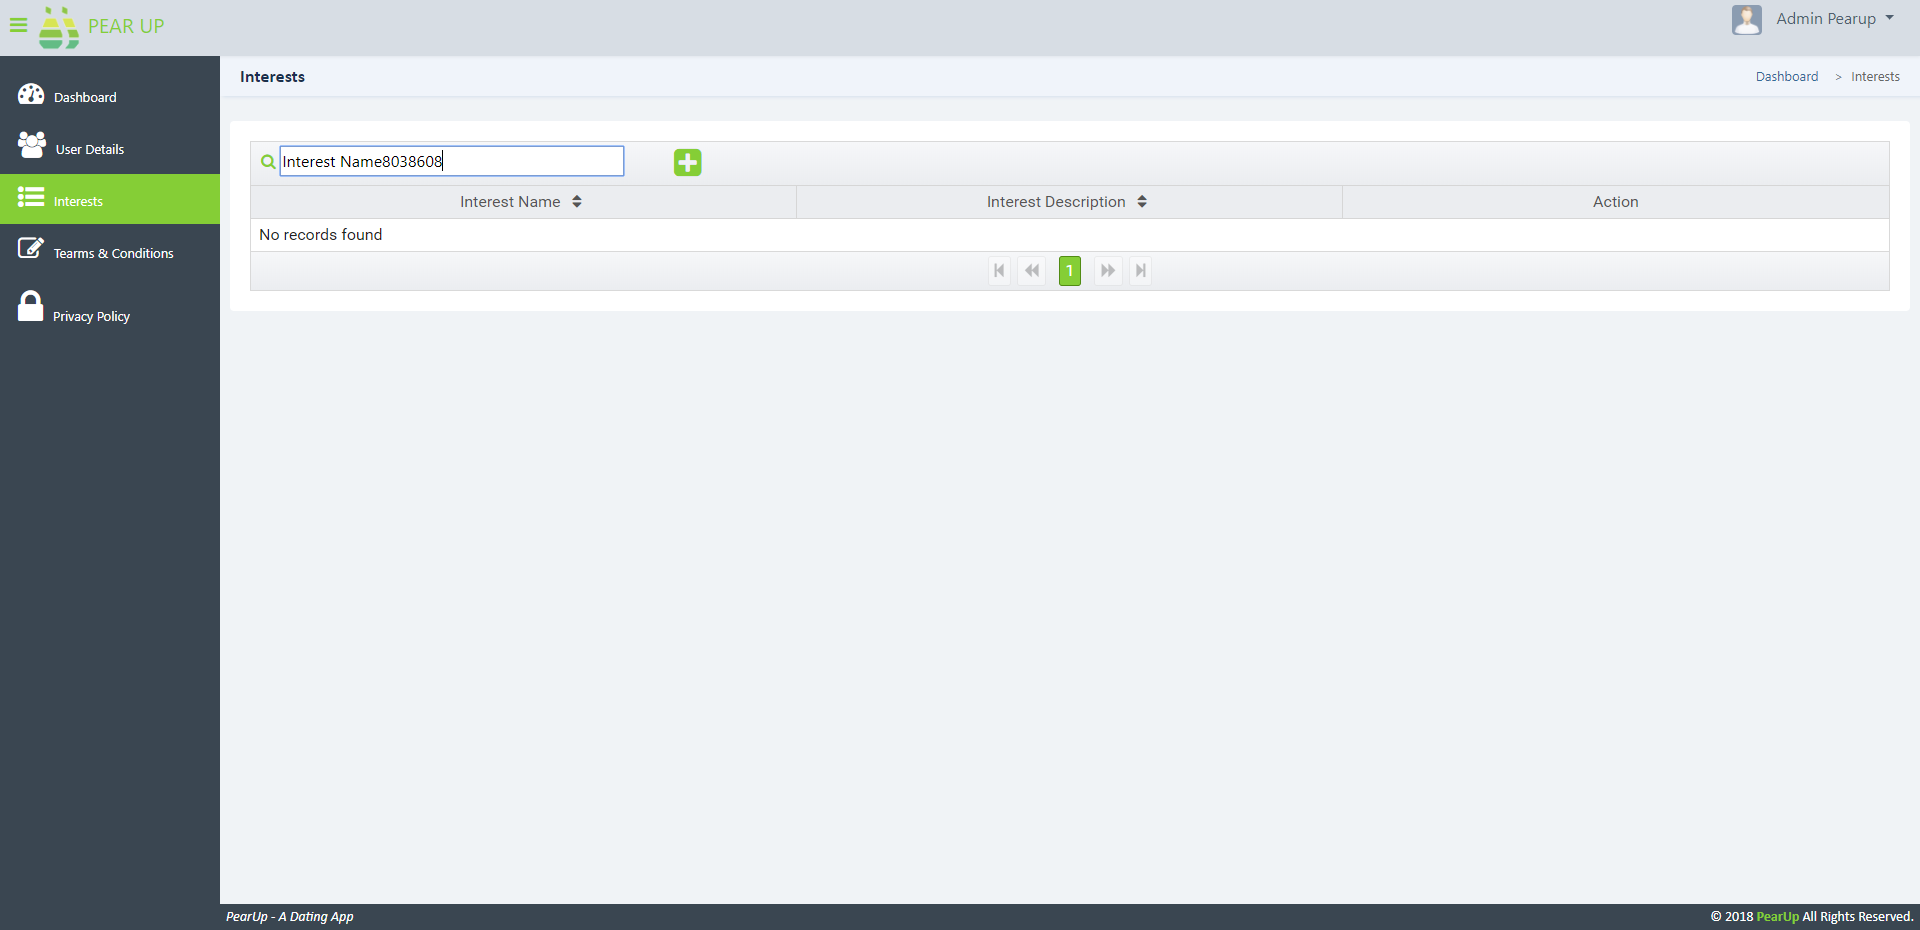 PEAR UP
Admin Pearup
Dashboard
User Details
Interests
Tearms & Conditions
Privacy Policy
Interests
Dashboard > Interests
Interest Name8038608
Interest Name
Interest Description
Action
No records found
1
PearUp - A Dating App
© 2018 PearUp All Rights Reserved.